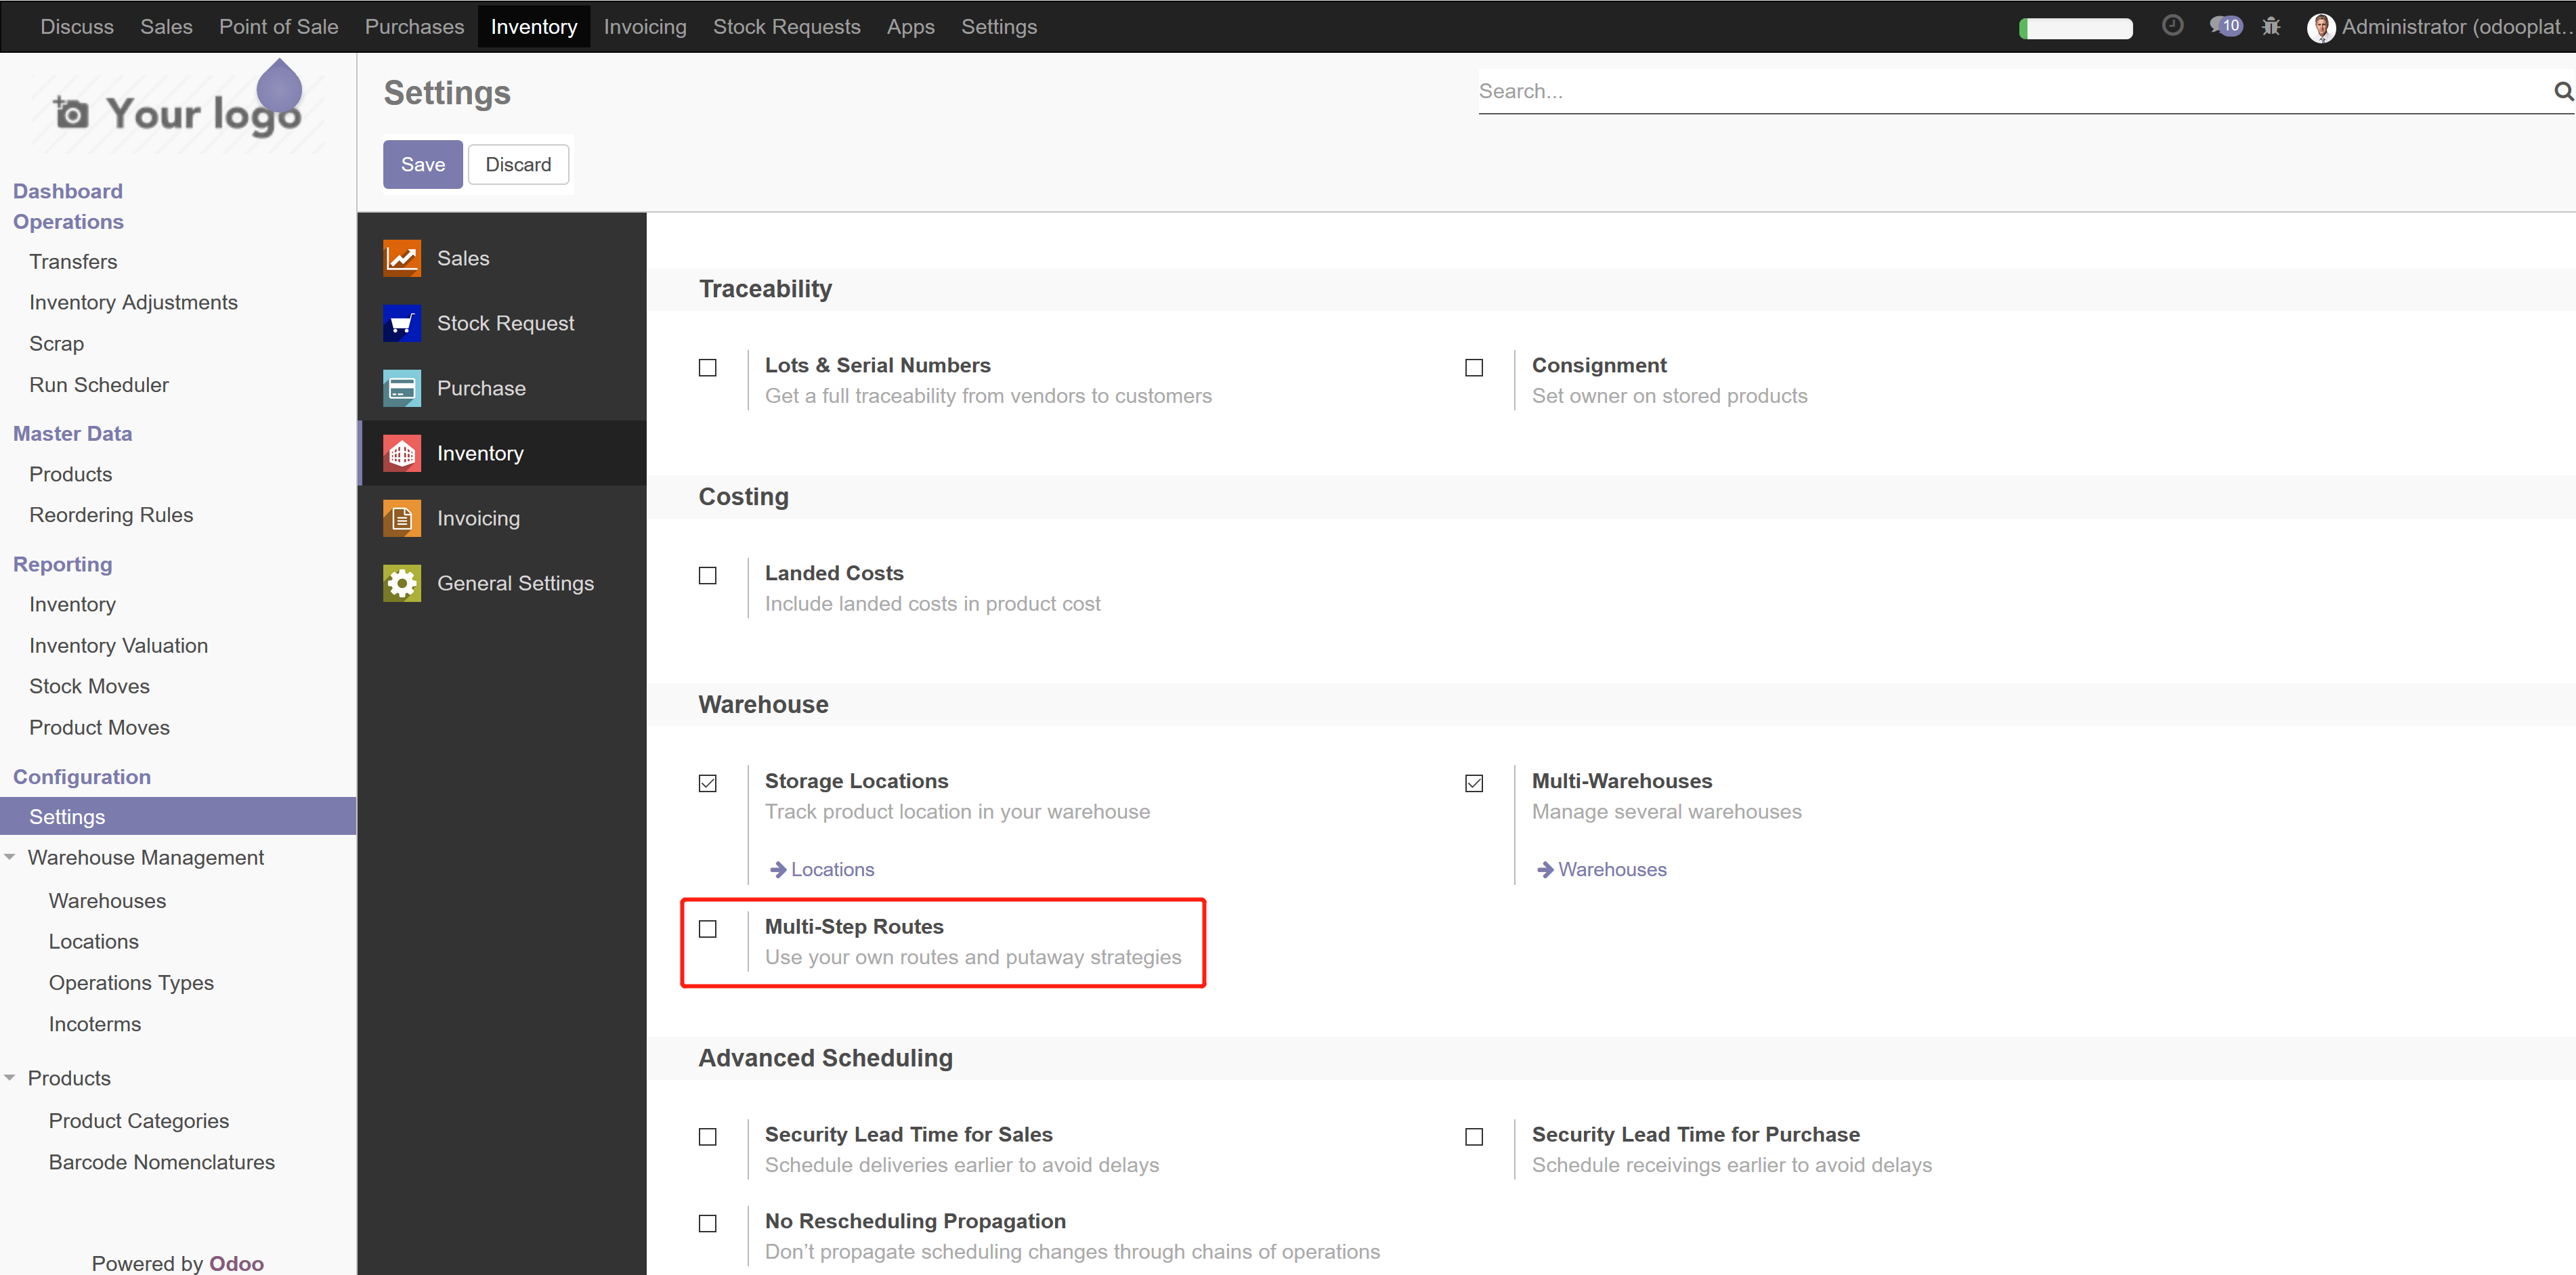 Discuss Sales Point of Sale Purchases Inventory Invoicing Stock Requests Apps Settings 10 Administrator (odooplat...
Your logo
Dashboard
Operations
Transfers
Inventory Adjustments
Scrap
Run Scheduler
Master Data
Products
Reordering Rules
Reporting
Inventory
Inventory Valuation
Stock Moves
Product Moves
Configuration
Settings
Warehouse Management
Warehouses
Locations
Operations Types
Incoterms
Products
Product Categories
Barcode Nomenclatures
Powered by Odoo
Settings
Search...
Save Discard
Sales
Stock Request
Purchase
Inventory
Invoicing
General Settings
Traceability
Lots & Serial Numbers
Get a full traceability from vendors to customers
Consignment
Set owner on stored products
Costing
Landed Costs
Include landed costs in product cost
Warehouse
Storage Locations
Track product location in your warehouse
Locations
Multi-Warehouses
Manage several warehouses
Warehouses
Multi-Step Routes
Use your own routes and putaway strategies
Advanced Scheduling
Security Lead Time for Sales
Schedule deliveries earlier to avoid delays
Security Lead Time for Purchase
Schedule receivings earlier to avoid delays
No Rescheduling Propagation
Don't propagate scheduling changes through chains of operations